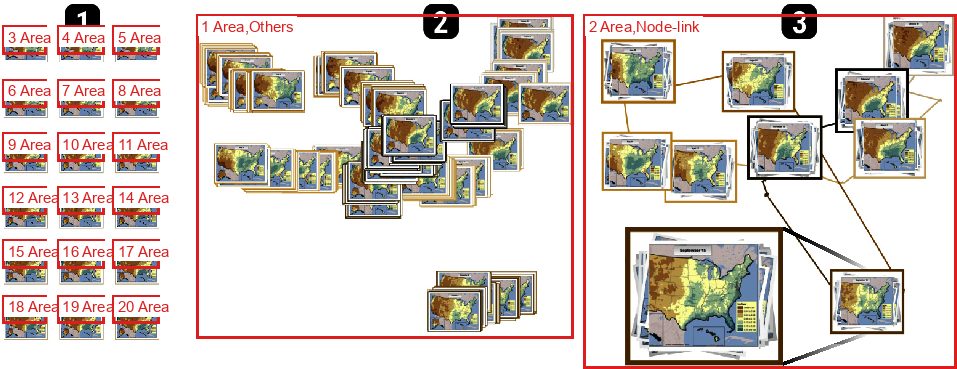 1
2
3
1 Area,Others
2 Area,Node-link
3 Area
4 Area
5 Area
6 Area
7 Area
8 Area
9 Area
10 Area
11 Area
12 Area
13 Area
14 Area
15 Area
16 Area
17 Area
18 Area
19 Area
20 Area